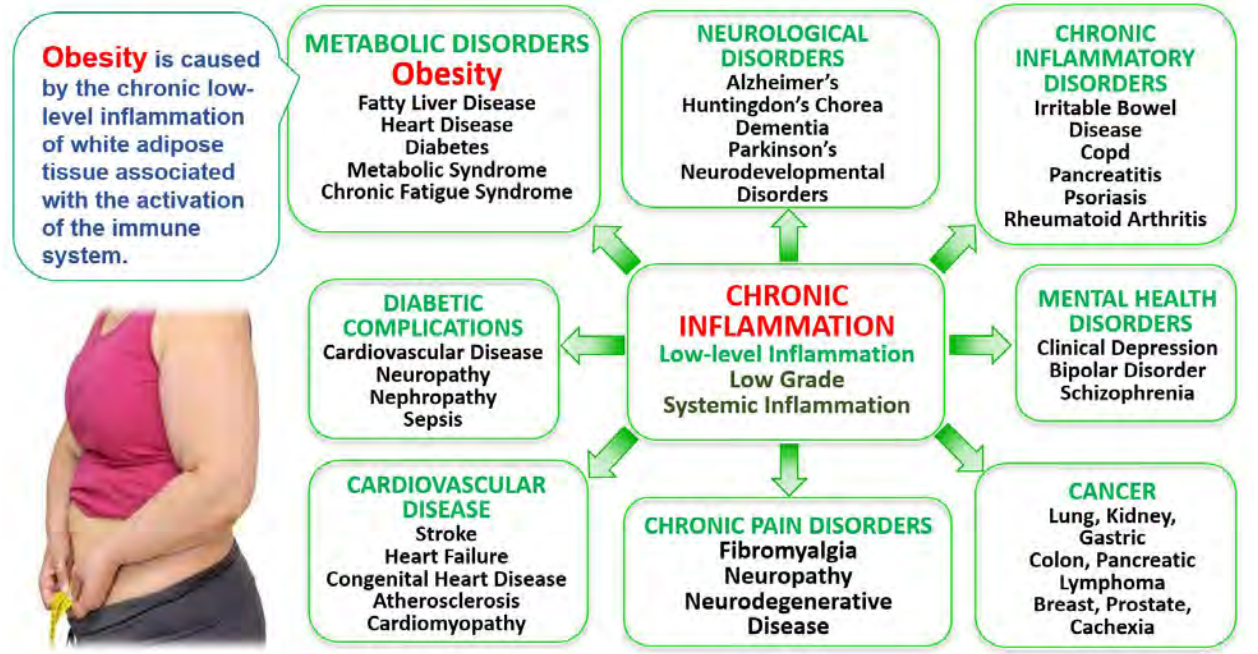 Obesity is caused
by the chronic low-
level inflammation
of white adipose
tissue associated
with the activation
of the immune
system.
METABOLIC DISORDERS
Obesity
Fatty Liver Disease
Heart Disease
Diabetes
Metabolic Syndrome
Chronic Fatigue Syndrome
NEUROLOGICAL
DISORDERS
Alzheimer's
Huntingdon's Chorea
Dementia
Parkinson's
Neurodevelopmental
Disorders
CHRONIC
INFLAMMATORY
DISORDERS
Irritable Bowel
Disease
Copd
Pancreatitis
Psoriasis
Rheumatoid Arthritis
DIABETIC
COMPLICATIONS
Cardiovascular Disease
Neuropathy
Nephropathy
Sepsis
CHRONIC
INFLAMMATION
Low-level Inflammation
Low Grade
Systemic Inflammation
MENTAL HEALTH
DISORDERS
Clinical Depression
Bipolar Disorder
Schizophrenia
CARDIOVASCULAR
DISEASE
Stroke
Heart Failure
Congenital Heart Disease
Atherosclerosis
Cardiomyopathy
CHRONIC PAIN DISORDERS
Fibromyalgia
Neuropathy
Neurodegenerative
Disease
CANCER
Lung, Kidney,
Gastric
Colon, Pancreatic
Lymphoma
Breast, Prostate,
Cachexia